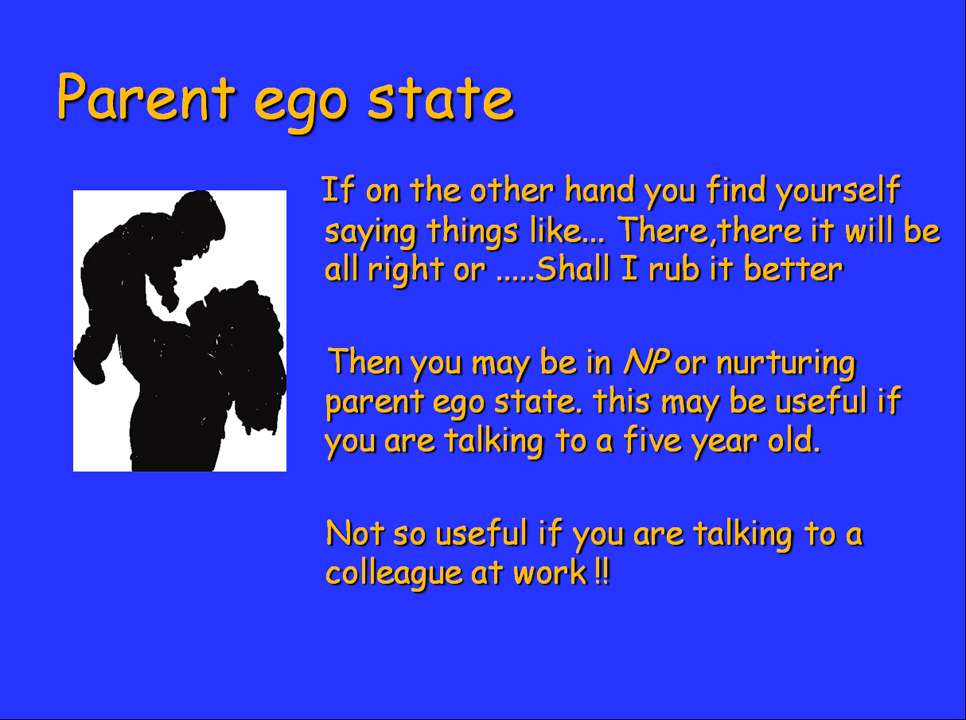 Parent ego state
If on the other hand you find yourself
saying things like... There,there it will be
all right or .....Shall I rub it better
Then you may be in NP or nurturing
parent ego state. this may be useful if
you are talking to a five year old.
Not so useful if you are talking to a
colleague at work !!